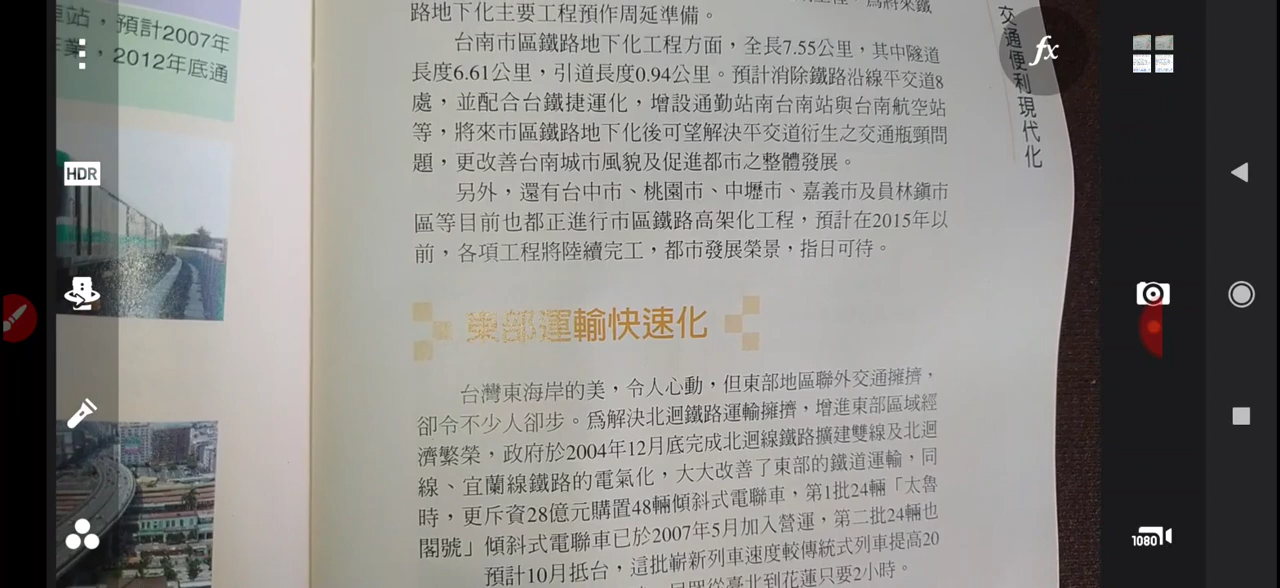 站，預計2007年
2012年底通
路地下化主要工程預作周延準備。
台南市區鐵路地下化工程方面，全長7.55公里，其中隧道
長度6.61公里，引道長度0.94公里。預計消除鐵路沿線平交道8
處，並配合台鐵捷運化，增設通勤站南台南站與台南航空站
等，將來市區鐵路地下化後可望解決平交道衍生之交通瓶頸問
題，更改善台南城市風貌及促進都市之整體發展。
另外，還有台中市、桃園市、中壢市、嘉義市及員林鎮市
區等目前也都正進行市區鐵路高架化工程，預計在2015年以
前，各項工程將陸續完工，都市發展榮景，指日可待。
東部運輸快速化
台灣東海岸的美，令人心動，但東部地區聯外交通擁擠，
卻令不少人卻步。為解決北迴鐵路運輸擁擠，增進東部區域經
濟繁榮，政府於2004年12月底完成北迴線鐵路擴建雙線及北迴
線、宜蘭線鐵路的電氣化，大大改善了東部的鐵道運輸，同
時，更斥資28億元購置48輛傾斜式電聯車，第1批24輛「太魯
閣號」傾斜式電聯車已於2007年5月加入營運，第二批24輛也
預計10月抵台，這批嶄新列車速度較傳統式列車提高20
從臺北到花蓮只要2小時。
交通便利現代化
HDR
fx
1080